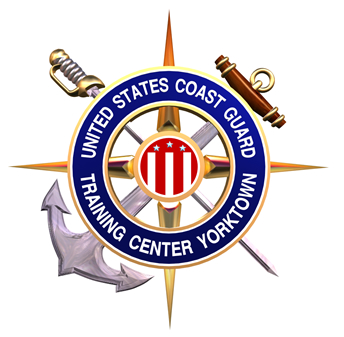 UNITED STATES COAST GUARD
TRAINING CENTER YORKTOWN